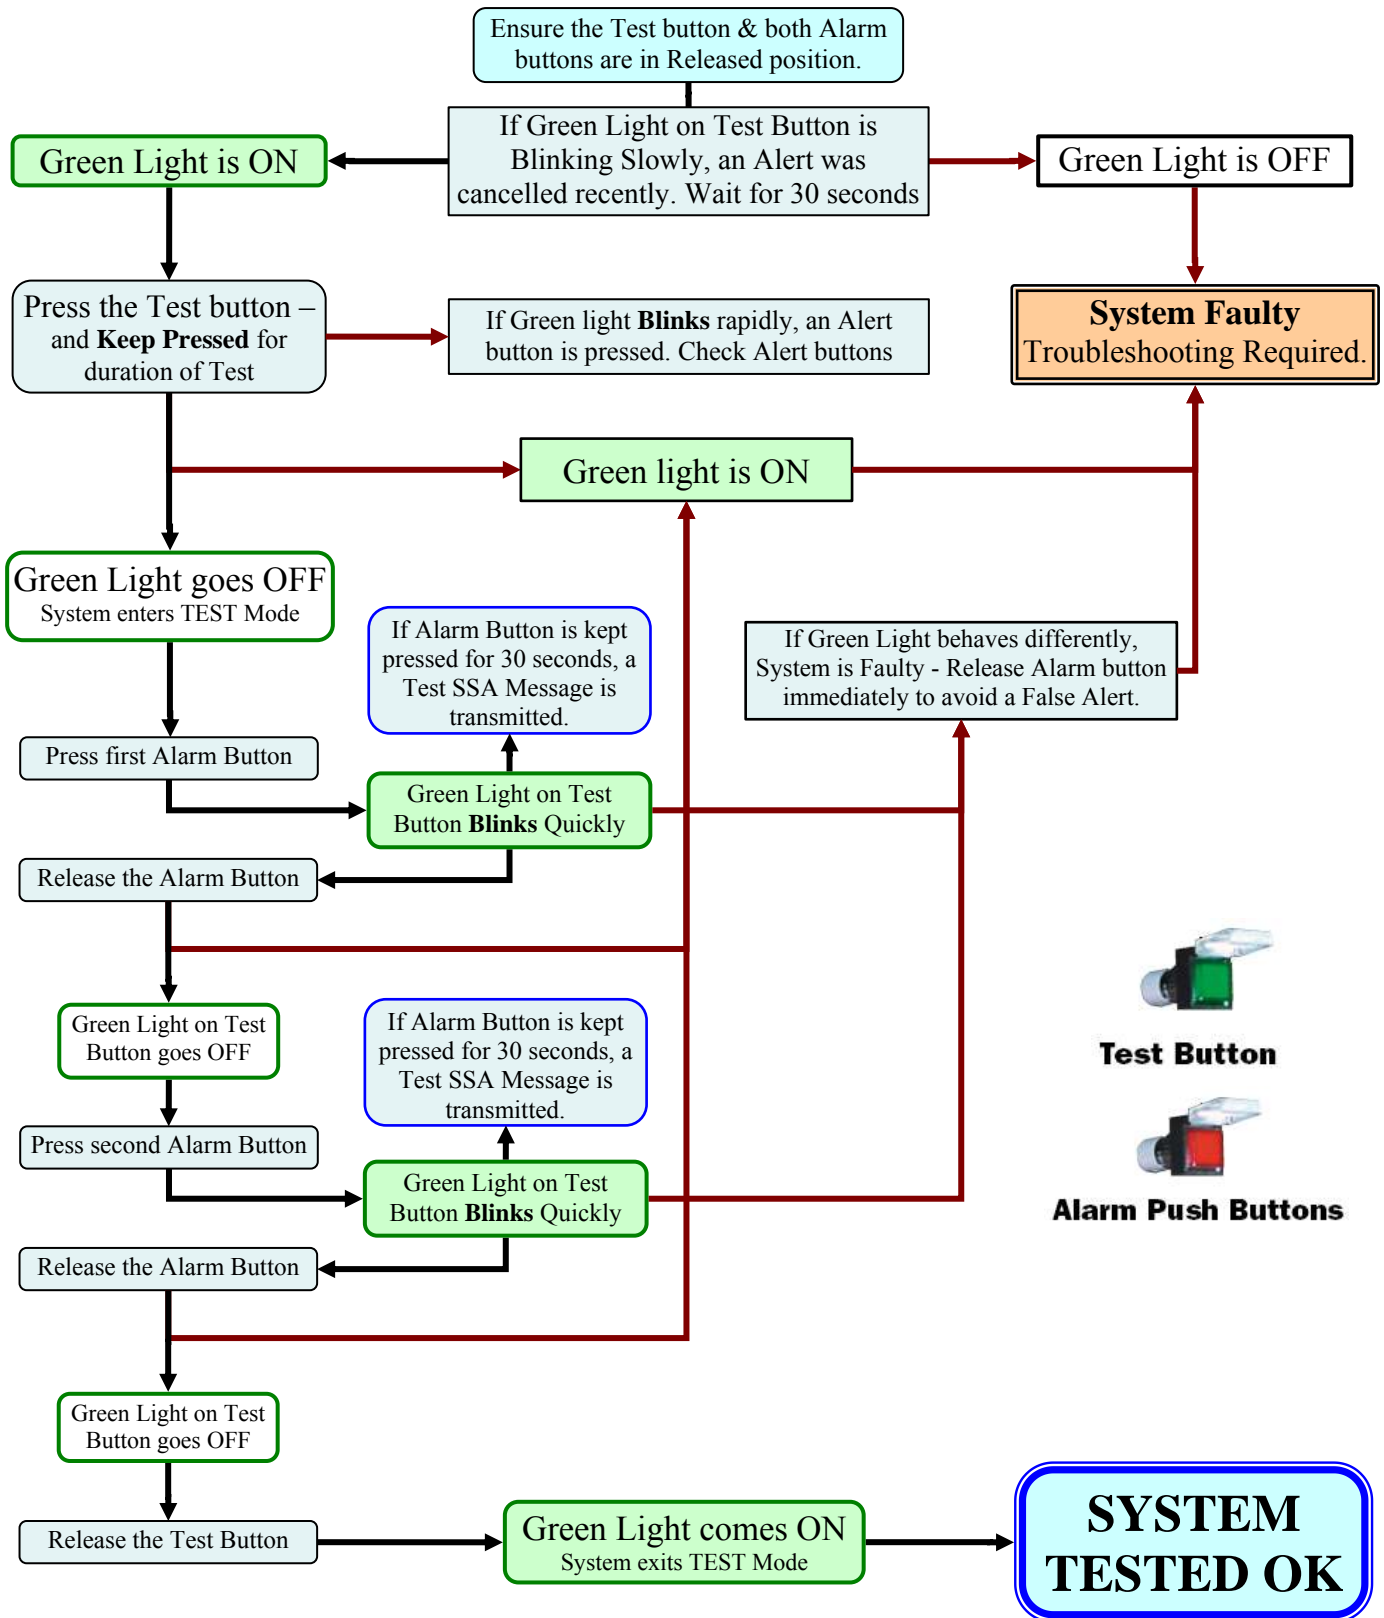 Ensure the Test button & both Alarm
buttons are in Released position.
If Green Light on Test Button is
Blinking Slowly, an Alert was
cancelled recently. Wait for 30 seconds
Green Light is ON
Green Light is OFF
Press the Test button –
and Keep Pressed for
duration of Test
If Green light Blinks rapidly, an Alert
button is pressed. Check Alert buttons
System Faulty
Troubleshooting Required.
Green light is ON
Green Light goes OFF
System enters TEST Mode
If Alarm Button is kept
pressed for 30 seconds, a
Test SSA Message is
transmitted.
If Green Light behaves differently,
System is Faulty - Release Alarm button
immediately to avoid a False Alert.
Press first Alarm Button
Green Light on Test
Button Blinks Quickly
Release the Alarm Button
Green Light on Test
Button goes OFF
If Alarm Button is kept
pressed for 30 seconds, a
Test SSA Message is
transmitted.
Test Button
Press second Alarm Button
Green Light on Test
Button Blinks Quickly
Alarm Push Buttons
Release the Alarm Button
Green Light on Test
Button goes OFF
Release the Test Button
Green Light comes ON
System exits TEST Mode
SYSTEM
TESTED OK